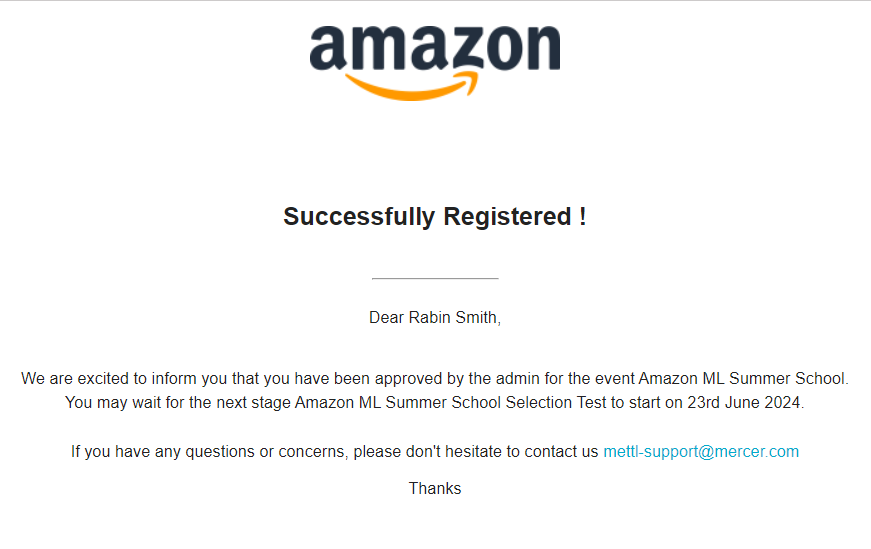 amazon
Successfully Registered !
Dear Rabin Smith,
We are excited to inform you that you have been approved by the admin for the event Amazon ML Summer School.
You may wait for the next stage Amazon ML Summer School Selection Test to start on 23rd June 2024.
If you have any questions or concerns, please don't hesitate to contact us mettl-support@mercer.com
Thanks